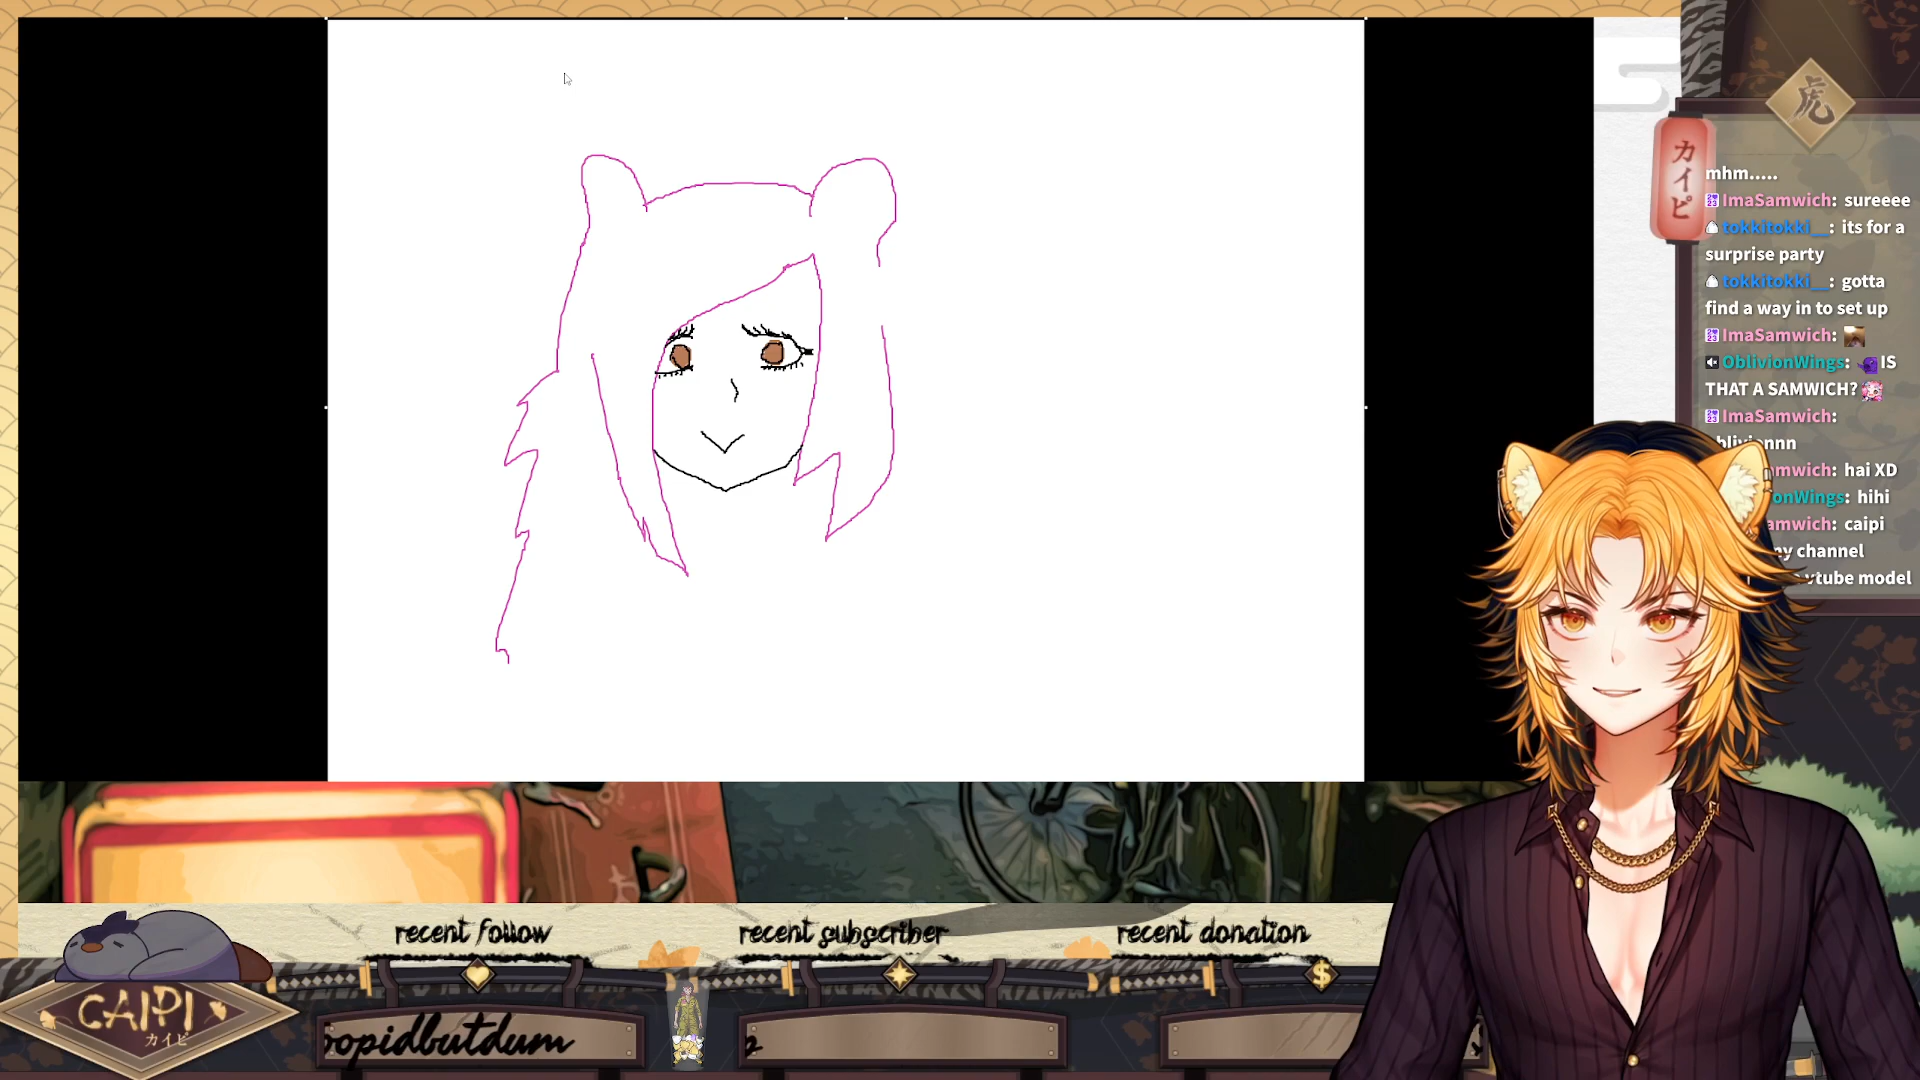 虎
カイピ
mhm.....
ImaSamwich: sureeee
tokkitokki__: its for a
surprise party
tokkitokki__: gotta
find a way in to set up
ImaSamwich:
OblivionWings: IS
THAT A SAMWICH?
ImaSamwich:
hai XD
hihi
caipi
channel
vtube model
recent follow
recent subscriber
recent donation
CAIPI
カイピ
opidbutdum